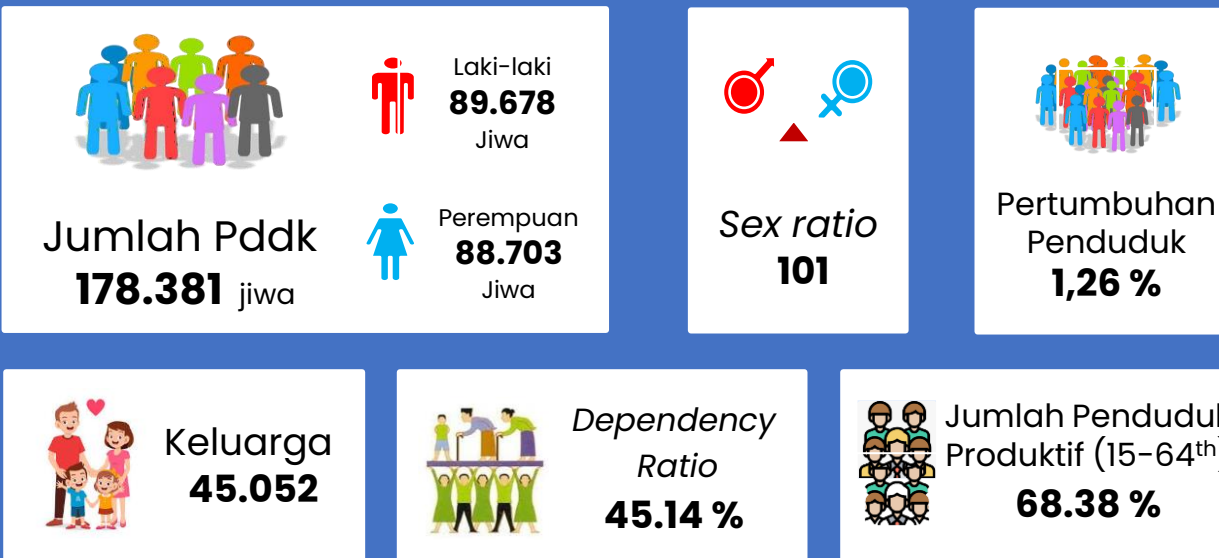 Jumlah Pddk
178.381 jiwa
Laki-laki
89.678
Jiwa
Perempuan
88.703
Jiwa
Sex ratio
101
Pertumbuhan
Penduduk
1,26 %
Keluarga
45.052
Dependency
Ratio
45.14 %
Jumlah Penduduk
Produktif (15-64th)
68.38 %